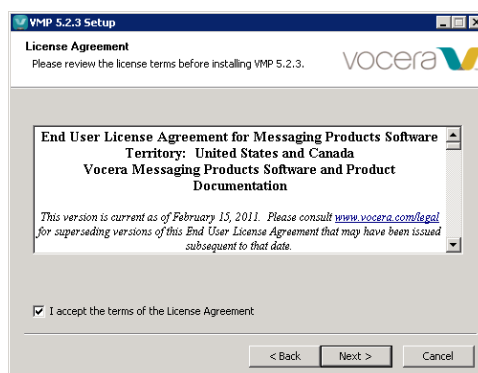 VMP 5.2.3 Setup
License Agreement
Please review the license terms before installing VMP 5.2.3.
vocera
End User License Agreement for Messaging Products Software
Territory: United States and Canada
Vocera Messaging Products Software and Product
Documentation
This version is current as of February 15, 2011. Please consult www.vocera.com/legal
for superseding versions of this End User License Agreement that may have been issued
subsequent to that date.
I accept the terms of the License Agreement
< Back Next > Cancel